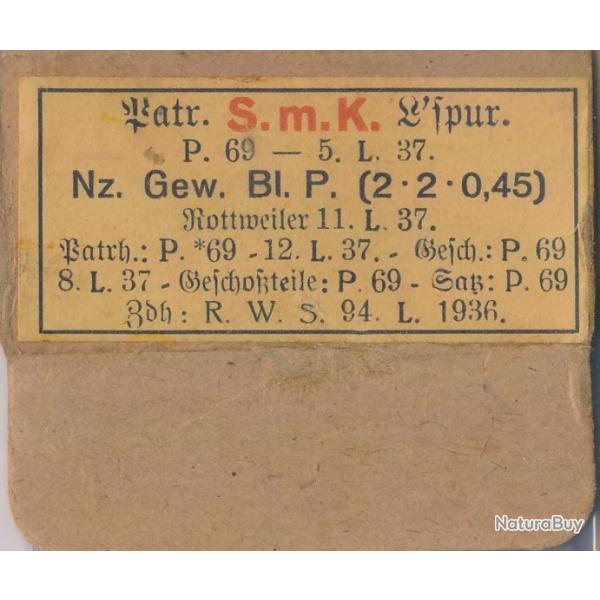 Patr. S.m.K. L'spur.
P. 69 — 5. L. 37.
Nz. Gew. Bl. P. (2·2·0,45)
Rottweiler 11. L. 37.
Patrh.: P. *69 - 12. L. 37. - Gesch.: P. 69
8. L. 37 - Geschoßteile: P. 69 - Satz: P. 69
Zdh: R. W. S. 94. L. 1936.
NaturaBuy